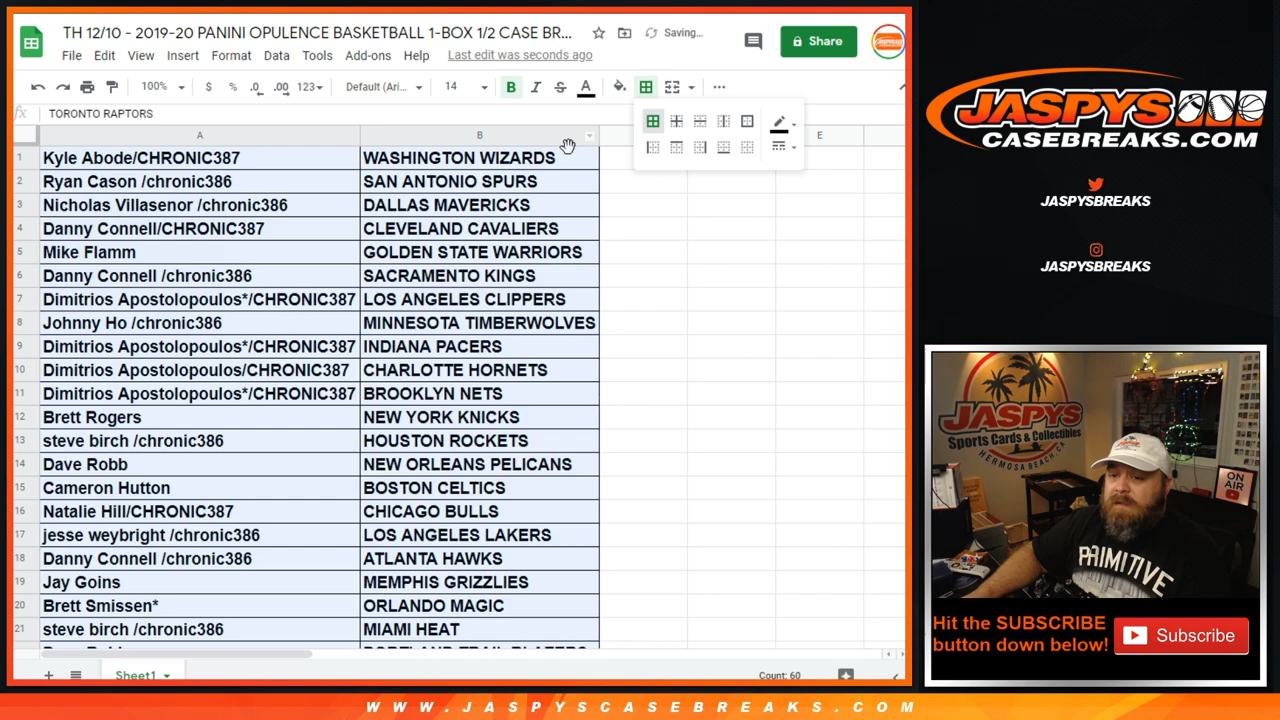 TH 12/10 - 2019-20 PANINI OPULENCE BASKETBALL 1-BOX 1/2 CASE BR...
Saving...
Share
File Edit View Insert Format Data Tools Add-ons Help Last edit was seconds ago
100% $ % .0 .00 123 Default (Ari... 14 B I S A
fx TORONTO RAPTORS
A B E
1 Kyle Abode/CHRONIC387 WASHINGTON WIZARDS
2 Ryan Cason /chronic386 SAN ANTONIO SPURS
3 Nicholas Villasenor /chronic386 DALLAS MAVERICKS
4 Danny Connell/CHRONIC387 CLEVELAND CAVALIERS
5 Mike Flamm GOLDEN STATE WARRIORS
6 Danny Connell /chronic386 SACRAMENTO KINGS
7 Dimitrios Apostolopoulos*/CHRONIC387 LOS ANGELES CLIPPERS
8 Johnny Ho /chronic386 MINNESOTA TIMBERWOLVES
9 Dimitrios Apostolopoulos*/CHRONIC387 INDIANA PACERS
10 Dimitrios Apostolopoulos/CHRONIC387 CHARLOTTE HORNETS
11 Dimitrios Apostolopoulos*/CHRONIC387 BROOKLYN NETS
12 Brett Rogers NEW YORK KNICKS
13 steve birch /chronic386 HOUSTON ROCKETS
14 Dave Robb NEW ORLEANS PELICANS
15 Cameron Hutton BOSTON CELTICS
16 Natalie Hill/CHRONIC387 CHICAGO BULLS
17 jesse weybright /chronic386 LOS ANGELES LAKERS
18 Danny Connell /chronic386 ATLANTA HAWKS
19 Jay Goins MEMPHIS GRIZZLIES
20 Brett Smissen* ORLANDO MAGIC
21 steve birch /chronic386 MIAMI HEAT
Sheet1
Count: 60
JASPYS
CASEBREAKS.COM
JASPYSBREAKS
JASPYSBREAKS
JASPYS
Sports Cards & Collectibles
HERMOSA BEACH, CA
ON
AIR
PRIMITIVE
Hit the SUBSCRIBE
button down below!
Subscribe
WWW.JASPYSCASEBREAKS.COM